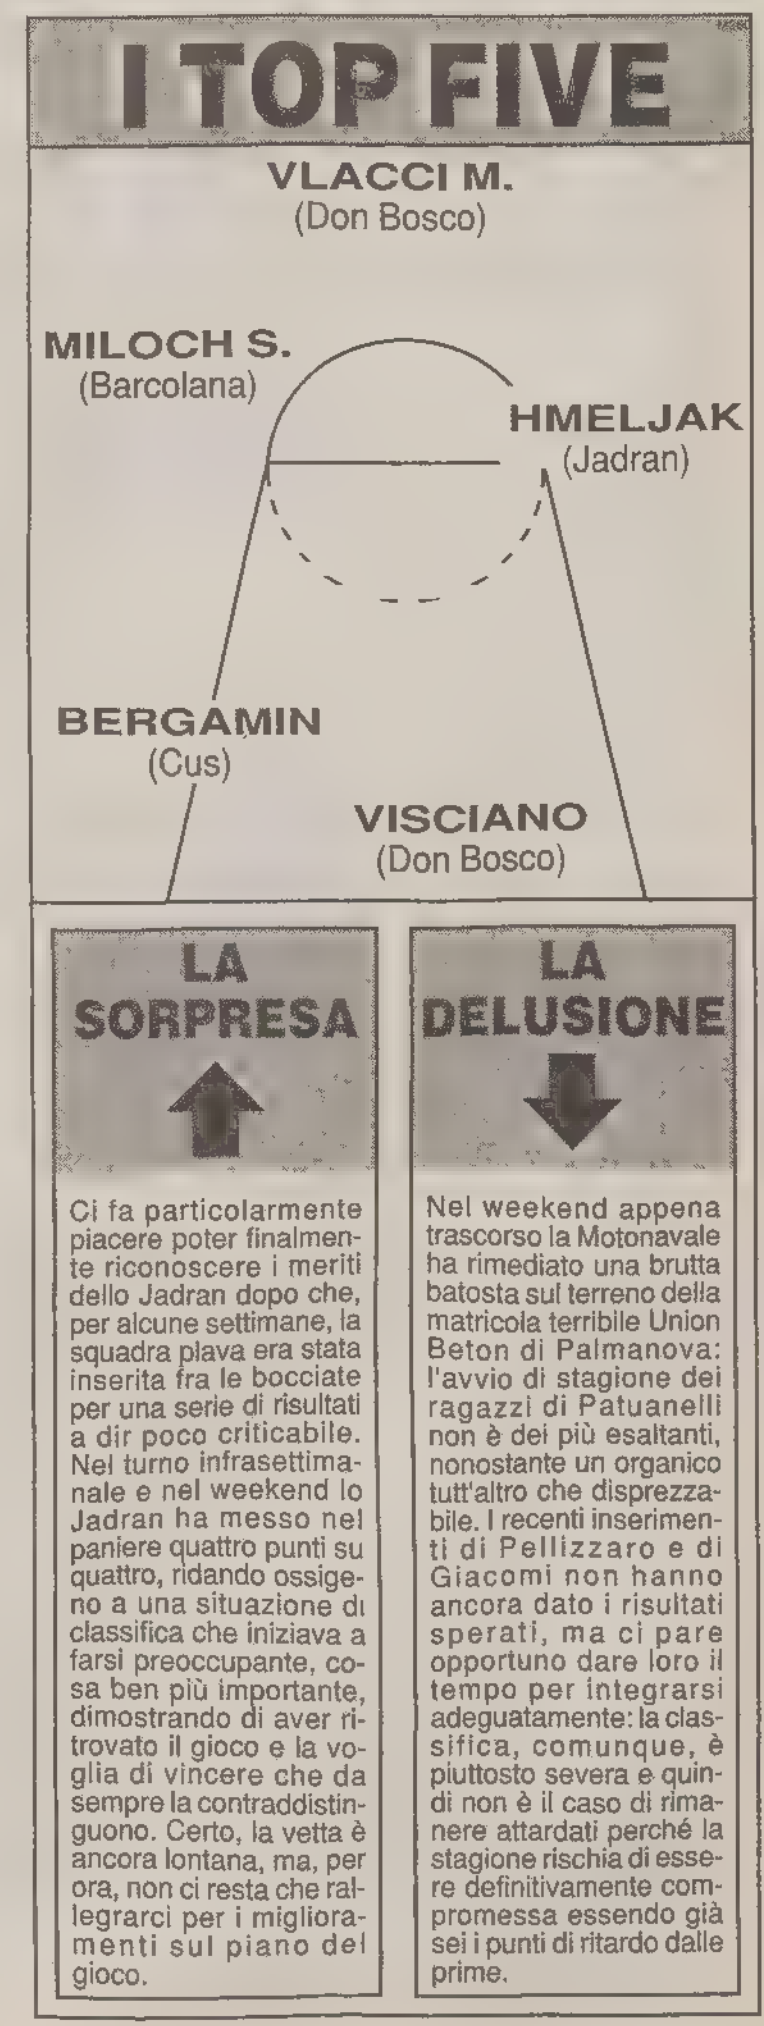 I TOP FIVE
VLACCI M.
(Don Bosco)
MILOCH S.
(Barcolana)
HMELJAK
(Jadran)
BERGAMIN
(Cus)
VISCIANO
(Don Bosco)
LA
SORPRESA
Ci fa particolarmente
piacere poter finalmen-
te riconoscere i meriti
dello Jadran dopo che,
per alcune settimane, la
squadra plava era stata
inserita fra le bocciate
per una serie di risultati
a dir poco criticabile.
Nel turno infrasettima-
nale e nel weekend lo
Jadran ha messo nel
paniere quattro punti su
quattro, ridando ossige-
no a una situazione di
classifica che iniziava a
farsi preoccupante, co-
sa ben più importante,
dimostrando di aver ri-
trovato il gioco e la vo-
glia di vincere che da
sempre la contraddistin-
guono. Certo, la vetta è
ancora lontana, ma, per
ora, non ci resta che ral-
legrarci per i migliora-
menti sul piano del
gioco.
LA
DELUSIONE
Nel weekend appena
trascorso la Motonavale
ha rimediato una brutta
batosta sul terreno della
matricola terribile Union
Beton di Palmanova:
l'avvio di stagione dei
ragazzi di Patuanelli
non è dei più esaltanti,
nonostante un organico
tutt'altro che disprezza-
bile. I recenti inserimen-
ti di Pellizzaro e di
Giacomi non hanno
ancora dato i risultati
sperati, ma ci pare
opportuno dare loro il
tempo per integrarsi
adeguatamente: la clas-
sifica, comunque, è
piuttosto severa e quin-
di non è il caso di rima-
nere attardati perché la
stagione rischia di esse-
re definitivamente com-
promessa essendo già
sei i punti di ritardo dalle
prime.